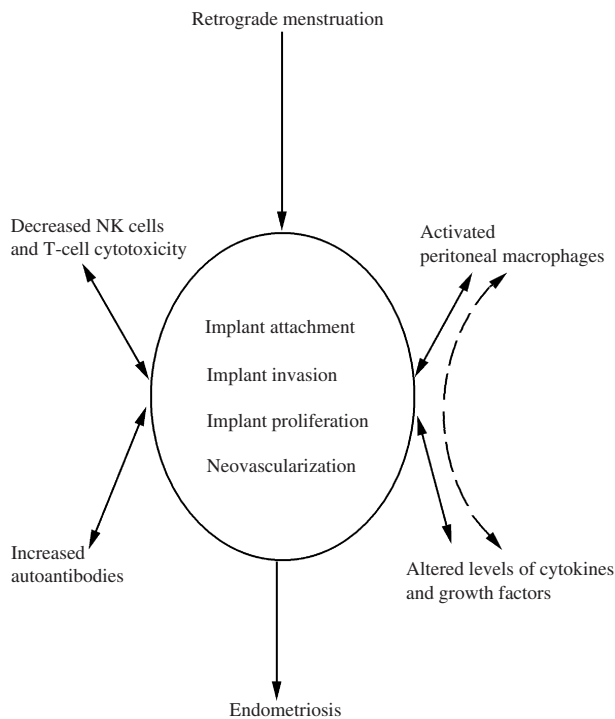 Retrograde menstruation
Decreased NK cells
and T-cell cytotoxicity
Activated
peritoneal macrophages
Implant attachment
Implant invasion
Implant proliferation
Neovascularization
Increased
autoantibodies
Altered levels of cytokines
and growth factors
Endometriosis